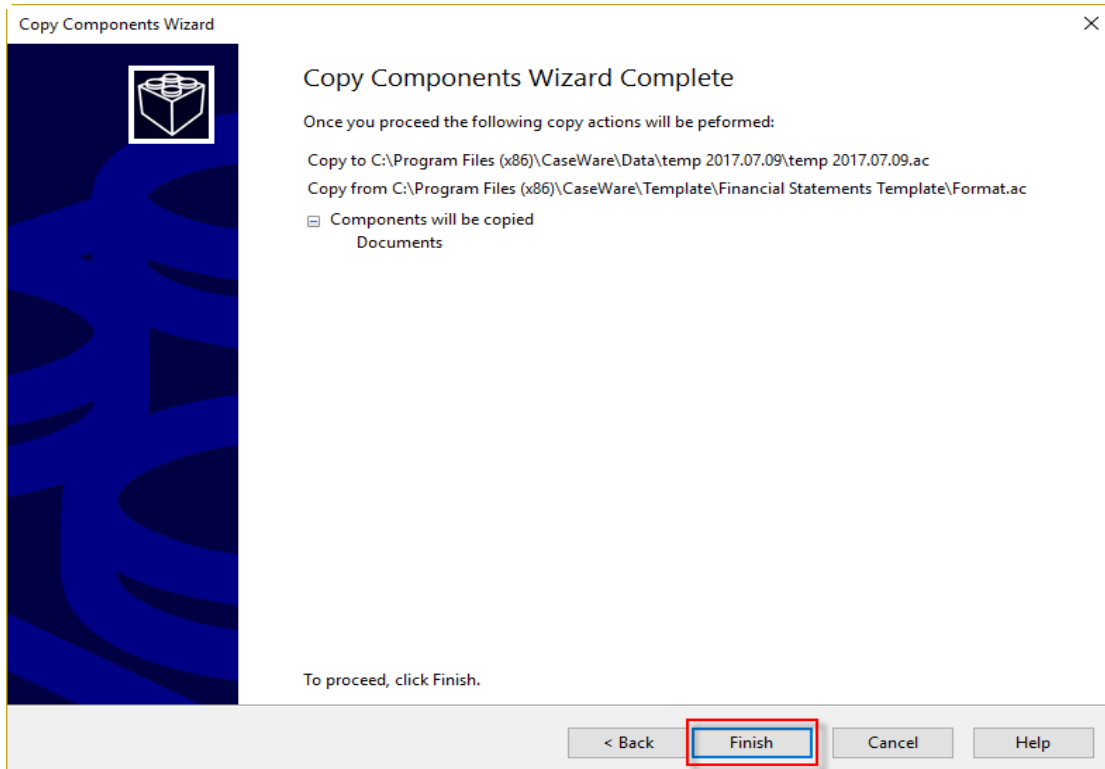 Copy Components Wizard
Copy Components Wizard Complete
Once you proceed the following copy actions will be peformed:
Copy to C:\Program Files (x86)\CaseWare\Data\temp 2017.07.09\temp 2017.07.09.ac
Copy from C:\Program Files (x86)\CaseWare\Template\Financial Statements Template\Format.ac
Components will be copied
Documents
To proceed, click Finish.
< Back Finish Cancel Help